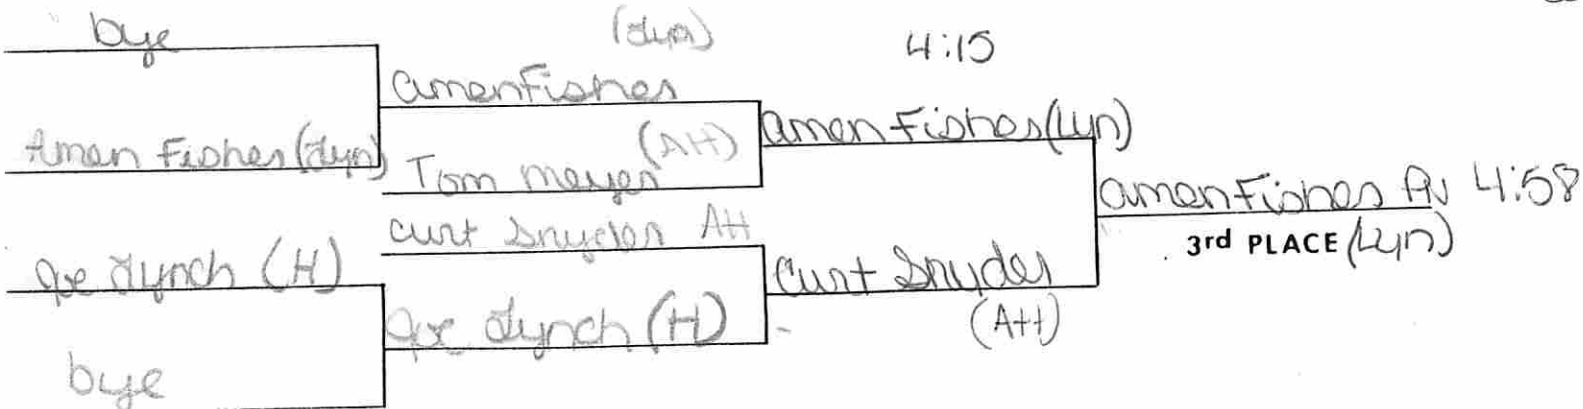 bye
(Lyn)
4:15
Amen Fisher
Amen Fisher (Lyn)
(AH)
Tom Meyer
Amen Fisher (Lyn)
Curt Snyder AH
Amen Fisher 4:58
3rd PLACE (Lyn)
Joe Lynch (H)
Joe Lynch (H)
Curt Snyder
(AH)
bye